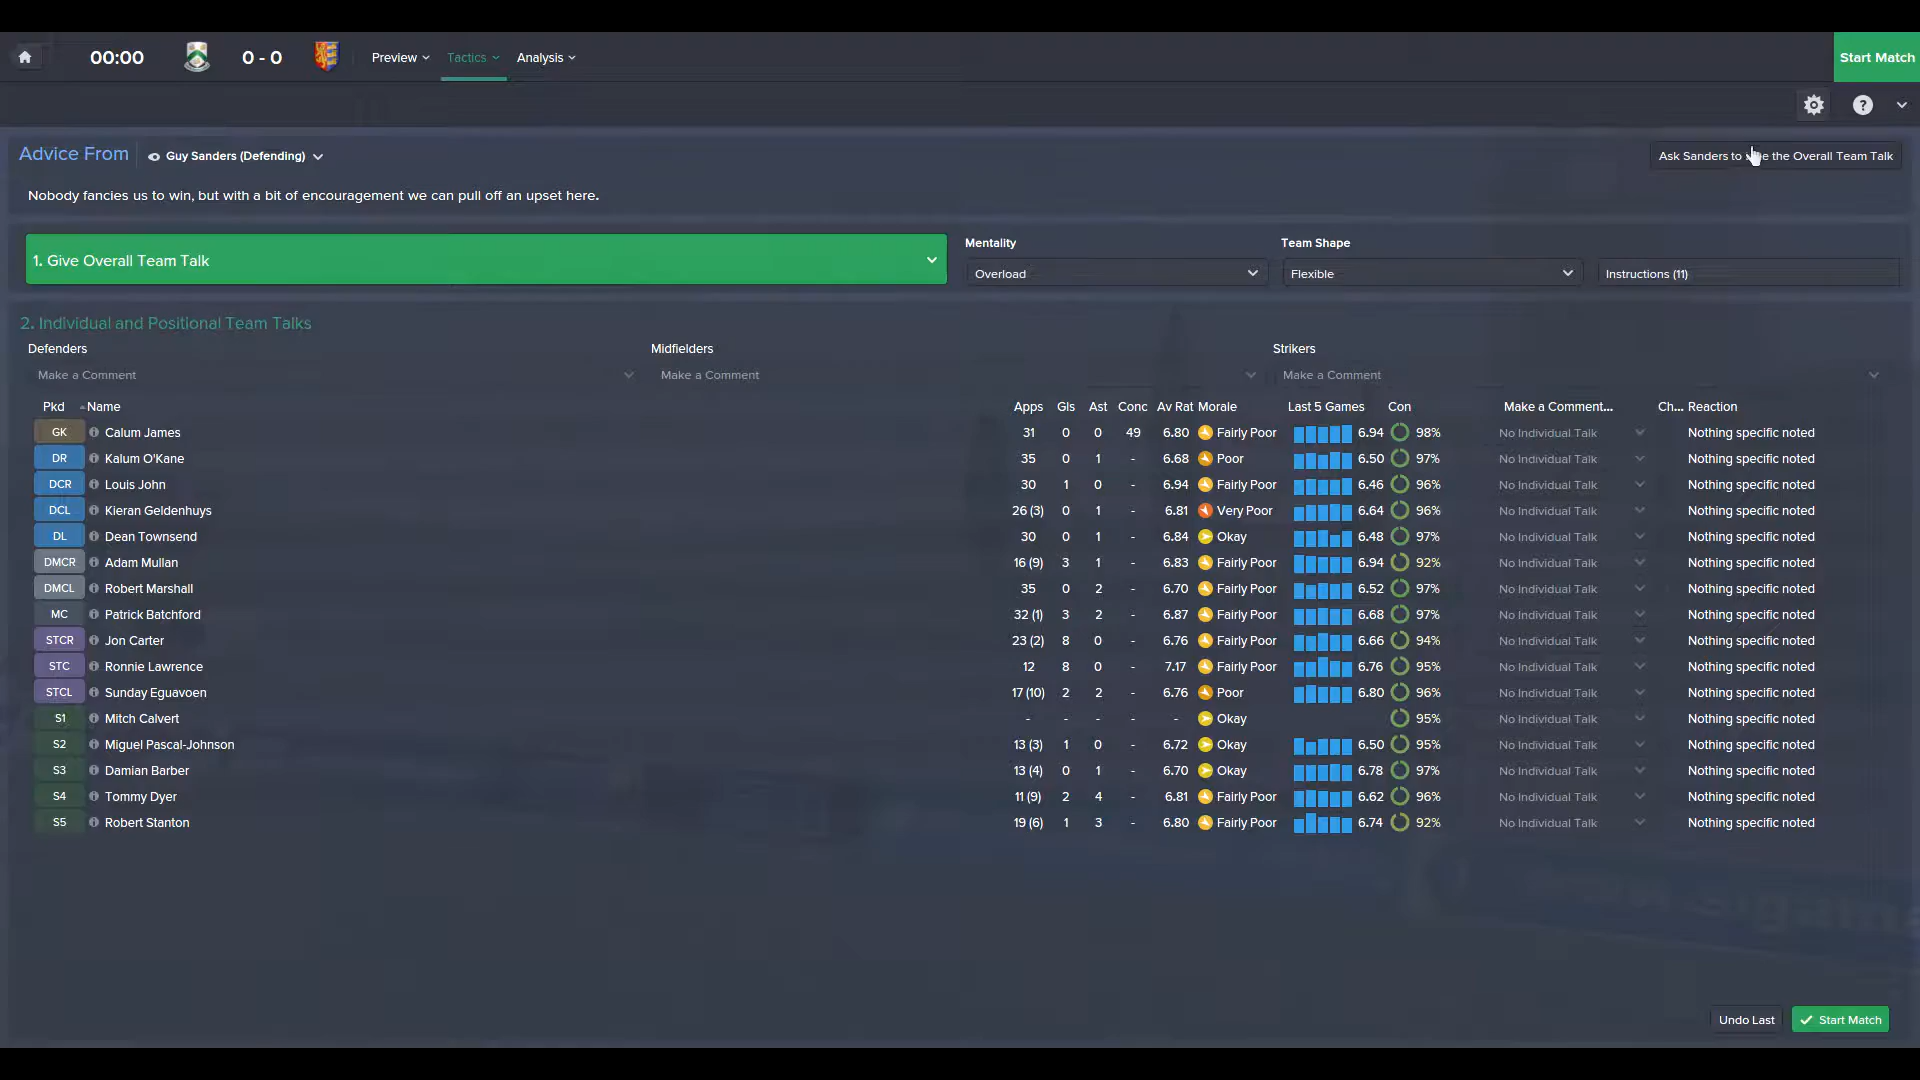 00:00 0 - 0 Preview Tactics Analysis Start Match
?
Advice From Guy Sanders (Defending) Ask Sanders to the Overall Team Talk
Nobody fancies us to win, but with a bit of encouragement we can pull off an upset here.
Mentality Team Shape
1. Give Overall Team Talk Overload Flexible Instructions (11)
2. Individual and Positional Team Talks
Defenders Midfielders Strikers
Make a Comment Make a Comment Make a Comment
Pkd Name Apps Gls Ast Conc Av Rat Morale Last 5 Games Con Make a Comment... Ch... Reaction
GK Calum James 31 0 0 49 6.80 Fairly Poor 6.94 98% No Individual Talk Nothing specific noted
DR Kalum O'Kane 35 0 1 - 6.68 Poor 6.50 97% No Individual Talk Nothing specific noted
DCR Louis John 30 1 0 - 6.94 Fairly Poor 6.46 96% No Individual Talk Nothing specific noted
DCL Kieran Geldenhuys 26 (3) 0 1 - 6.81 Very Poor 6.64 96% No Individual Talk Nothing specific noted
DL Dean Townsend 30 0 1 - 6.84 Okay 6.48 97% No Individual Talk Nothing specific noted
DMCR Adam Mullan 16 (9) 3 1 - 6.83 Fairly Poor 6.94 92% No Individual Talk Nothing specific noted
DMCL Robert Marshall 35 0 2 - 6.70 Fairly Poor 6.52 97% No Individual Talk Nothing specific noted
MC Patrick Batchford 32 (1) 3 2 - 6.87 Fairly Poor 6.68 97% No Individual Talk Nothing specific noted
STCR Jon Carter 23 (2) 8 0 - 6.76 Fairly Poor 6.66 94% No Individual Talk Nothing specific noted
STC Ronnie Lawrence 12 8 0 - 7.17 Fairly Poor 6.76 95% No Individual Talk Nothing specific noted
STCL Sunday Eguavoen 17 (10) 2 2 - 6.76 Poor 6.80 96% No Individual Talk Nothing specific noted
S1 Mitch Calvert - - - - - Okay 95% No Individual Talk Nothing specific noted
S2 Miguel Pascal-Johnson 13 (3) 1 0 - 6.72 Okay 6.50 95% No Individual Talk Nothing specific noted
S3 Damian Barber 13 (4) 0 1 - 6.70 Okay 6.78 97% No Individual Talk Nothing specific noted
S4 Tommy Dyer 11 (9) 2 4 - 6.81 Fairly Poor 6.62 96% No Individual Talk Nothing specific noted
S5 Robert Stanton 19 (6) 1 3 - 6.80 Fairly Poor 6.74 92% No Individual Talk Nothing specific noted
Undo Last Start Match